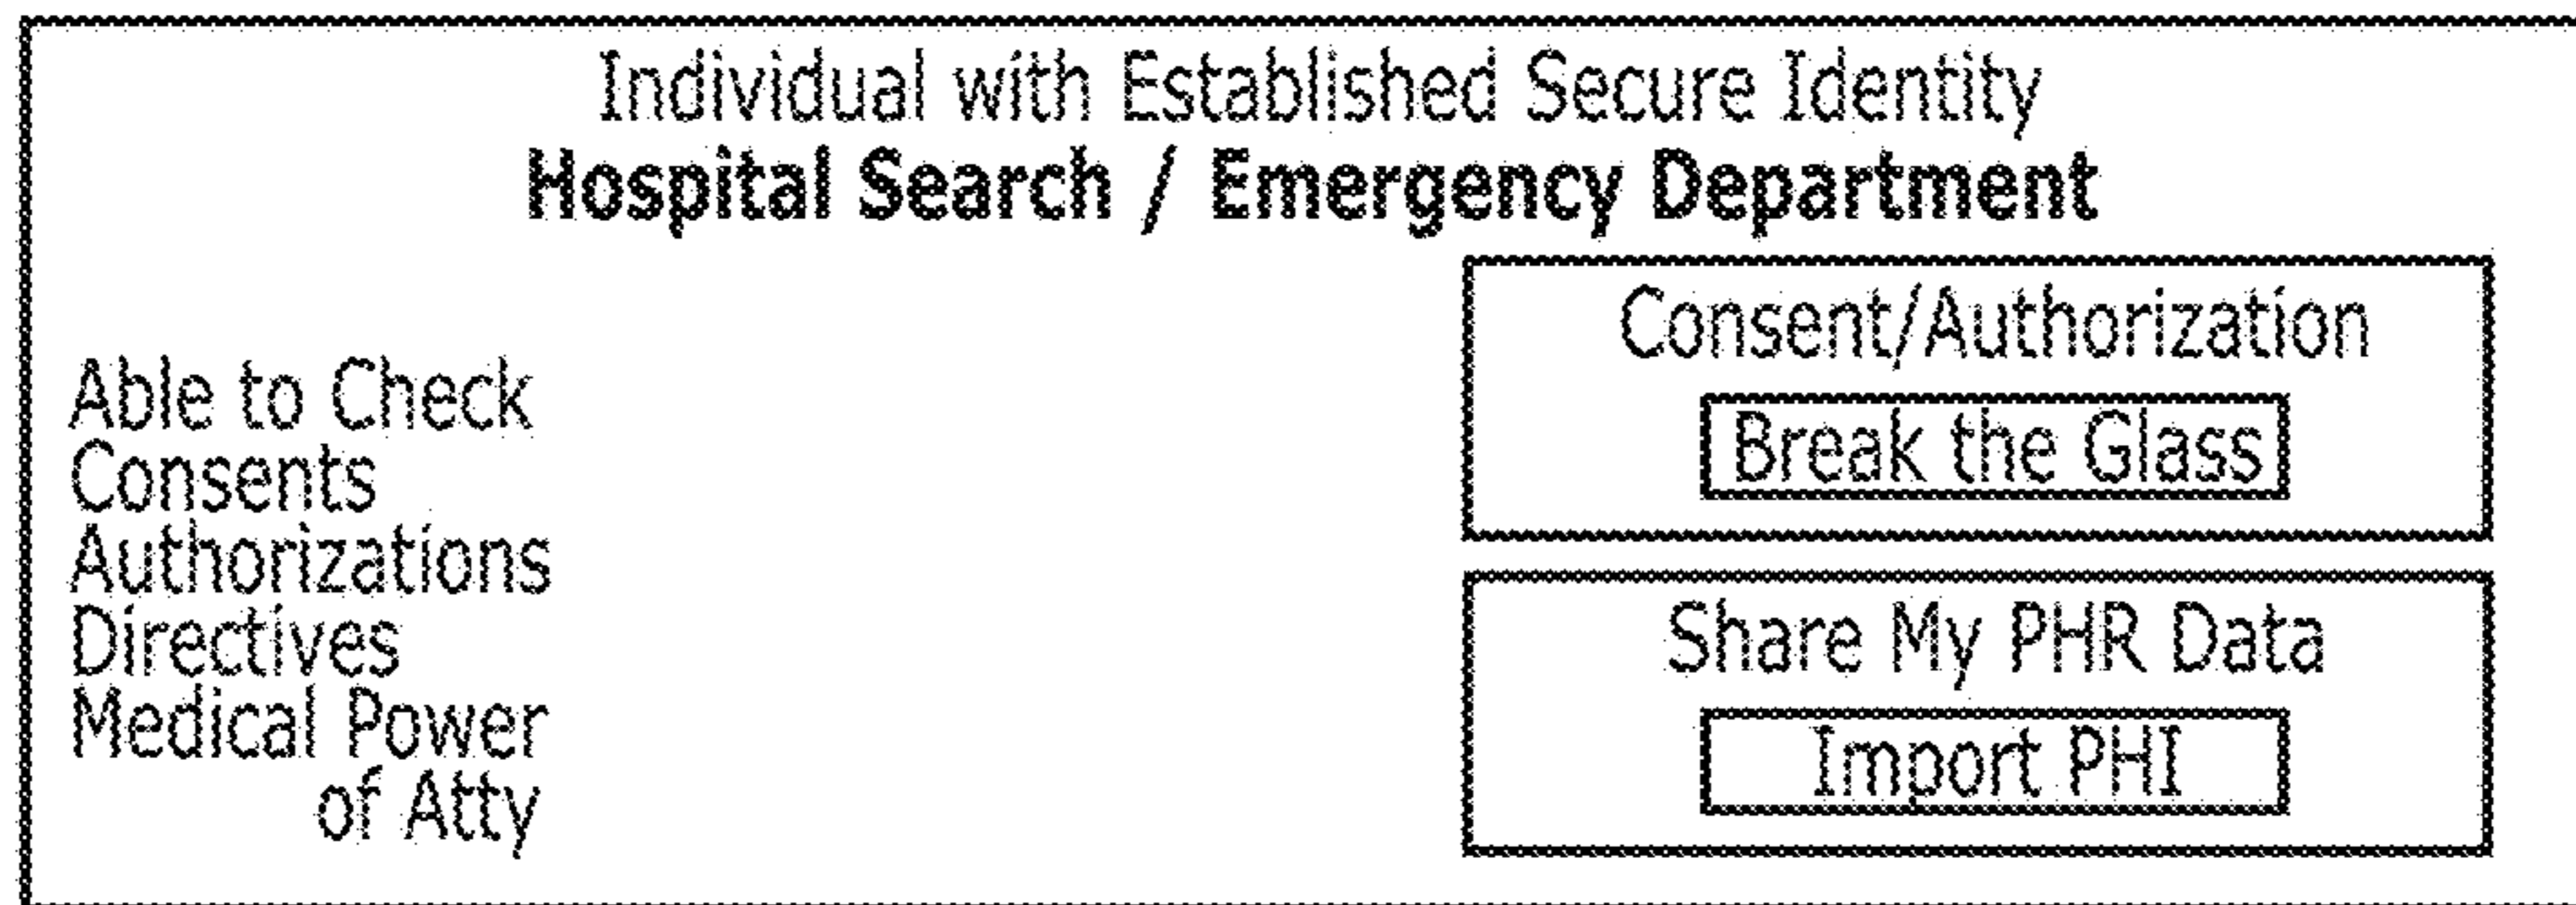 Individual with Established Secure Identity
Hospital Search / Emergency Department
Able to Check
Consents
Authorizations
Directives
Medical Power
of Atty
Consent/Authorization
Break the Glass
Share My PHR Data
Import PHI